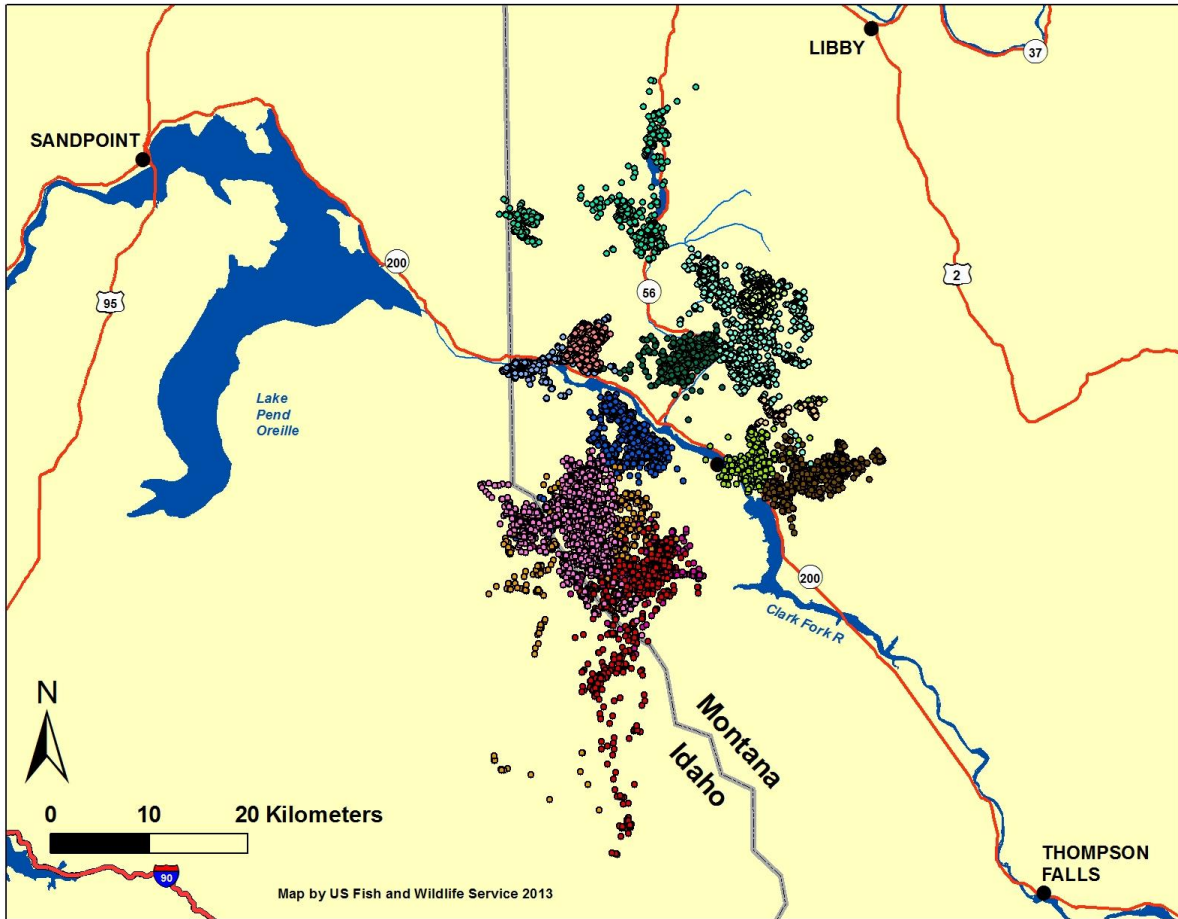 LIBBY
37
SANDPOINT
200
95
56
2
Lake
Pend
Oreille
200
Clark Fork R
Montana
Idaho
N
0 10 20 Kilometers
THOMPSON
FALLS
90
Map by US Fish and Wildlife Service 2013